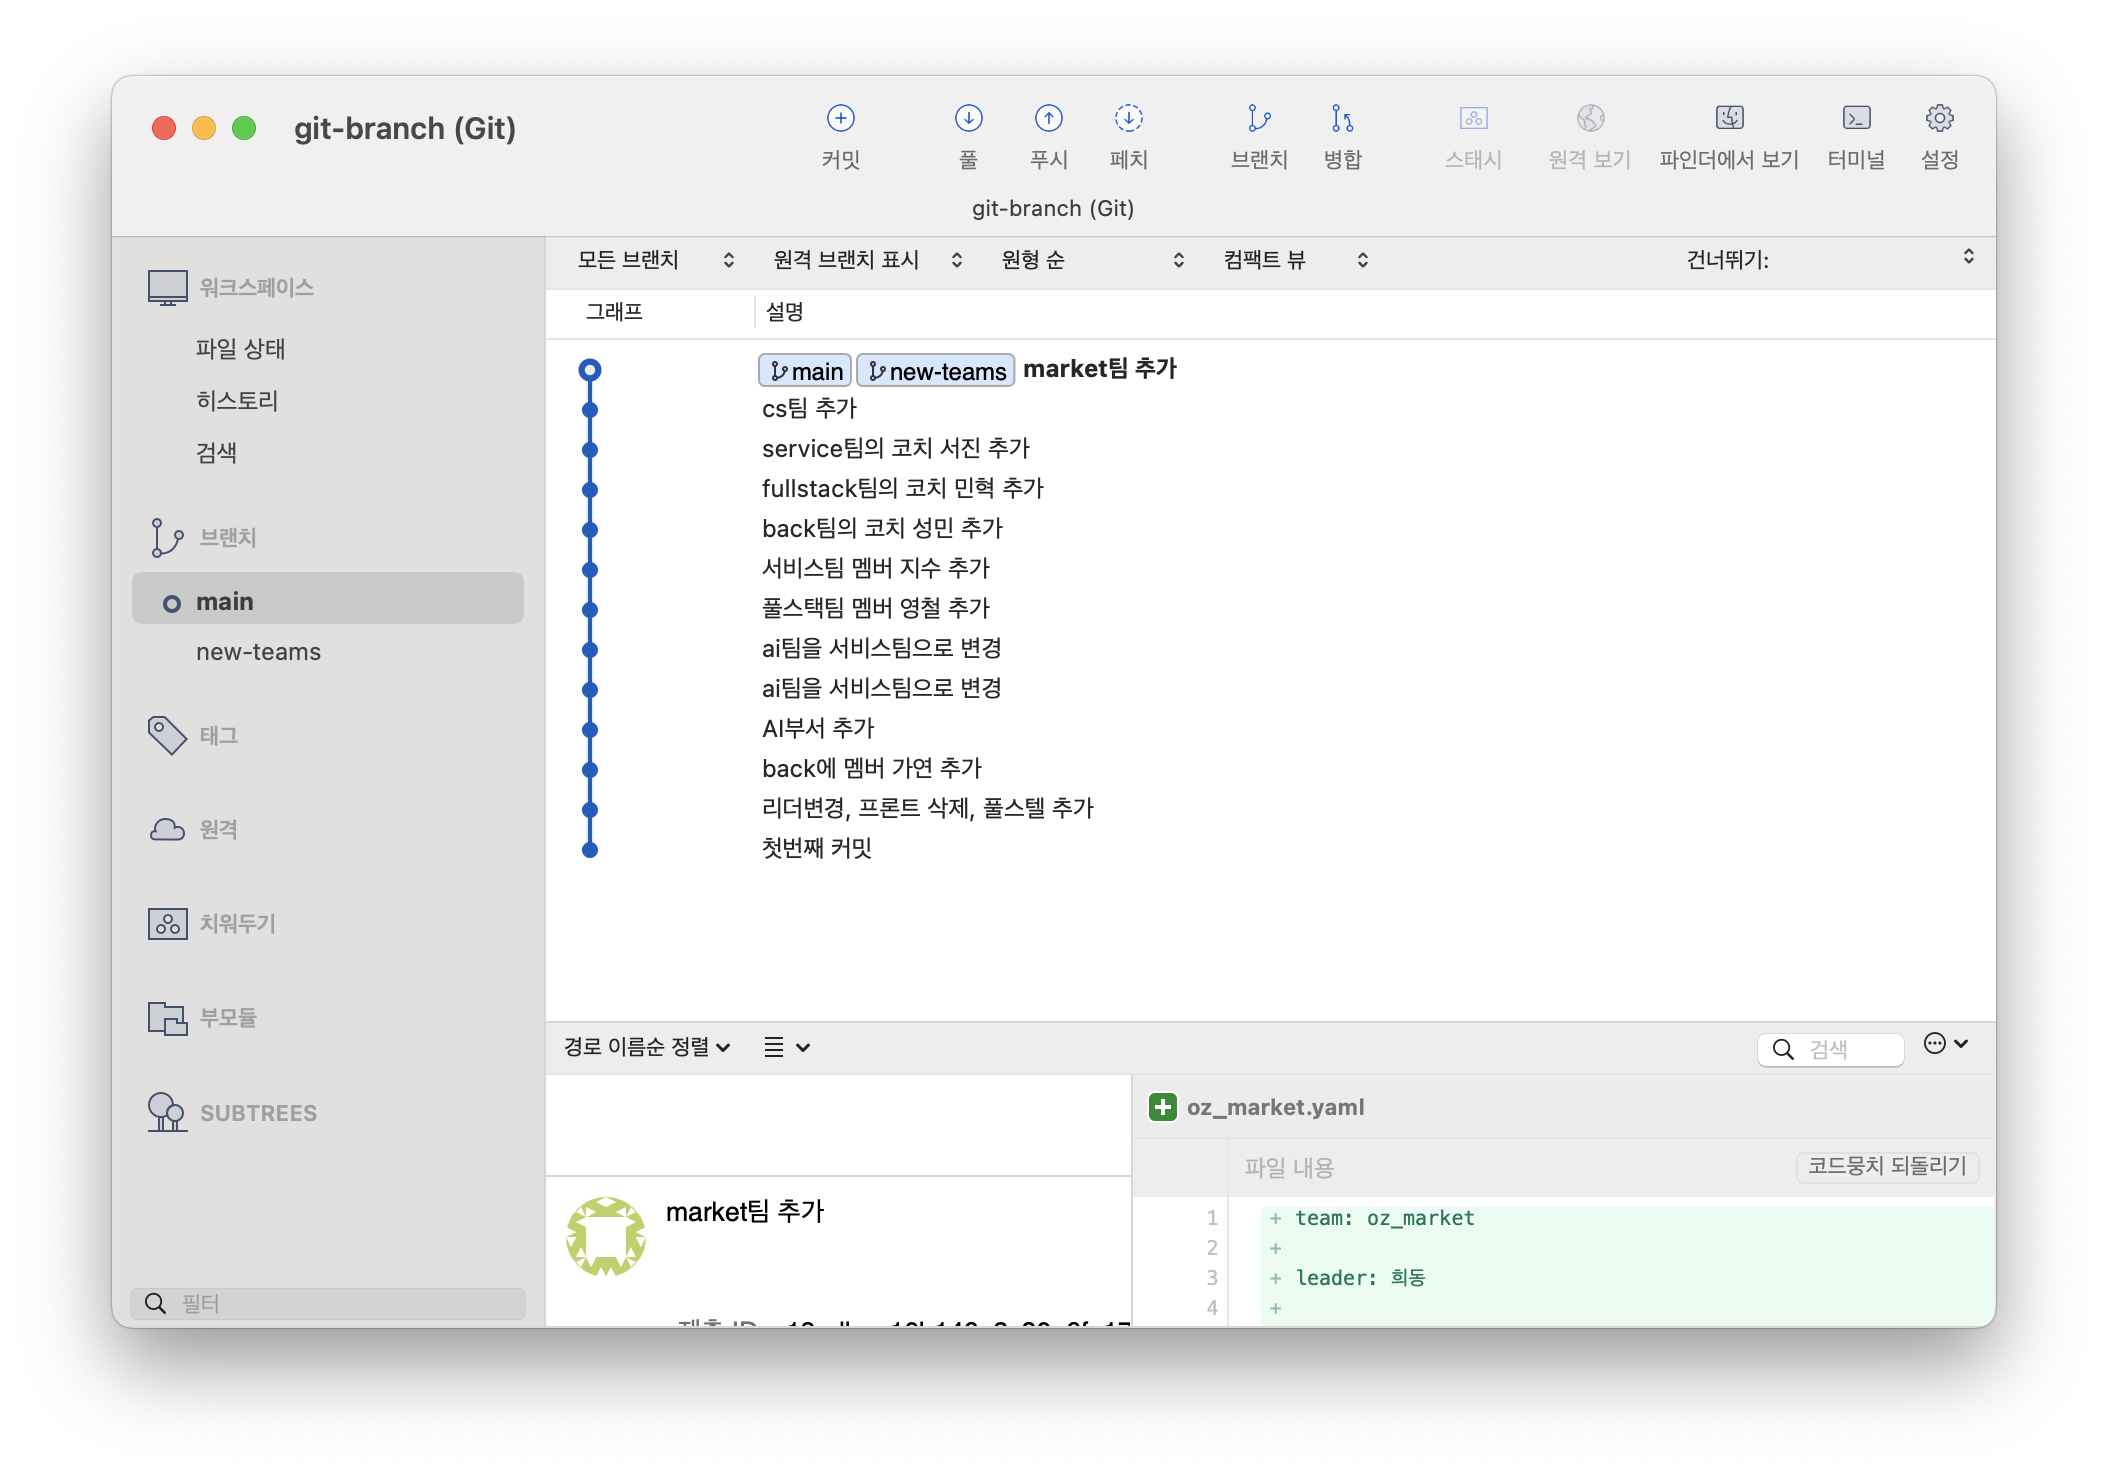 git-branch (Git)
커밋
풀
푸시
페치
브랜치
병합
스태시
원격 보기
파인더에서 보기
터미널
설정
git-branch (Git)
워크스페이스
파일 상태
히스토리
검색
브랜치
main
new-teams
태그
원격
치워두기
부모듈
SUBTREES
필터
모든 브랜치
원격 브랜치 표시
원형 순
컴팩트 뷰
건너뛰기:
그래프
설명
main new-teams market팀 추가
cs팀 추가
service팀의 코치 서진 추가
fullstack팀의 코치 민혁 추가
back팀의 코치 성민 추가
서비스팀 멤버 지수 추가
풀스택팀 멤버 영철 추가
ai팀을 서비스팀으로 변경
ai팀을 서비스팀으로 변경
AI부서 추가
back에 멤버 가연 추가
리더변경, 프론트 삭제, 풀스텔 추가
첫번째 커밋
경로 이름순 정렬
검색
market팀 추가
oz_market.yaml
파일 내용
코드뭉치 되돌리기
1 + team: oz_market
2 +
3 + leader: 희동
4 +